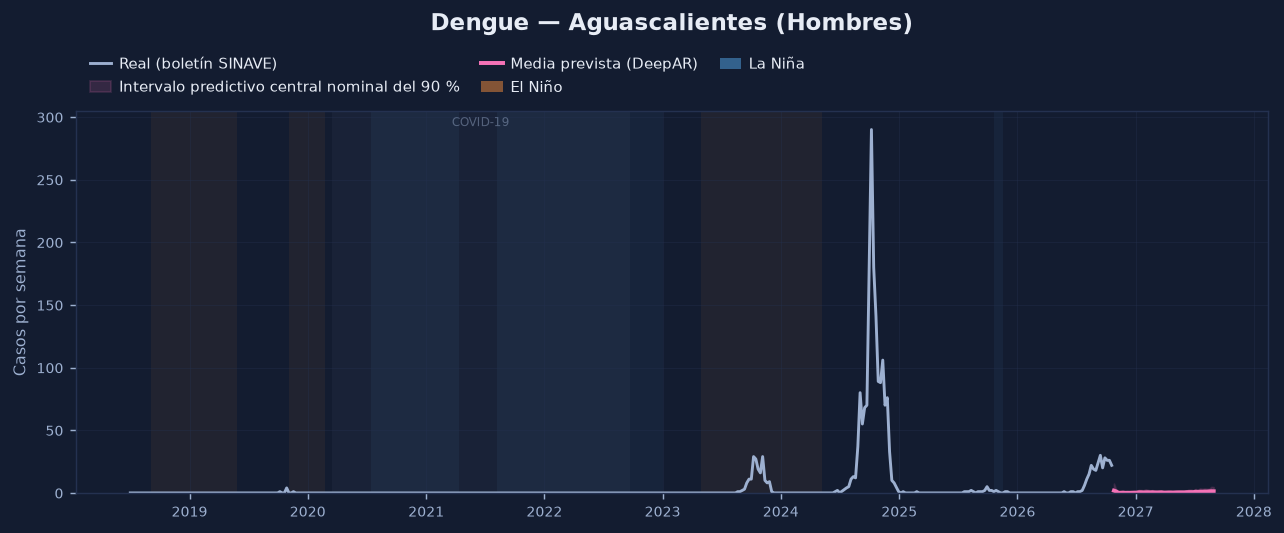 Dengue — Aguascalientes (Hombres)
Real (boletín SINAVE)
Media prevista (DeepAR)
La Niña
Intervalo predictivo central nominal del 90 %
El Niño
COVID-19
Casos por semana
300
250
200
150
100
50
0
2019 2020 2021 2022 2023 2024 2025 2026 2027 2028